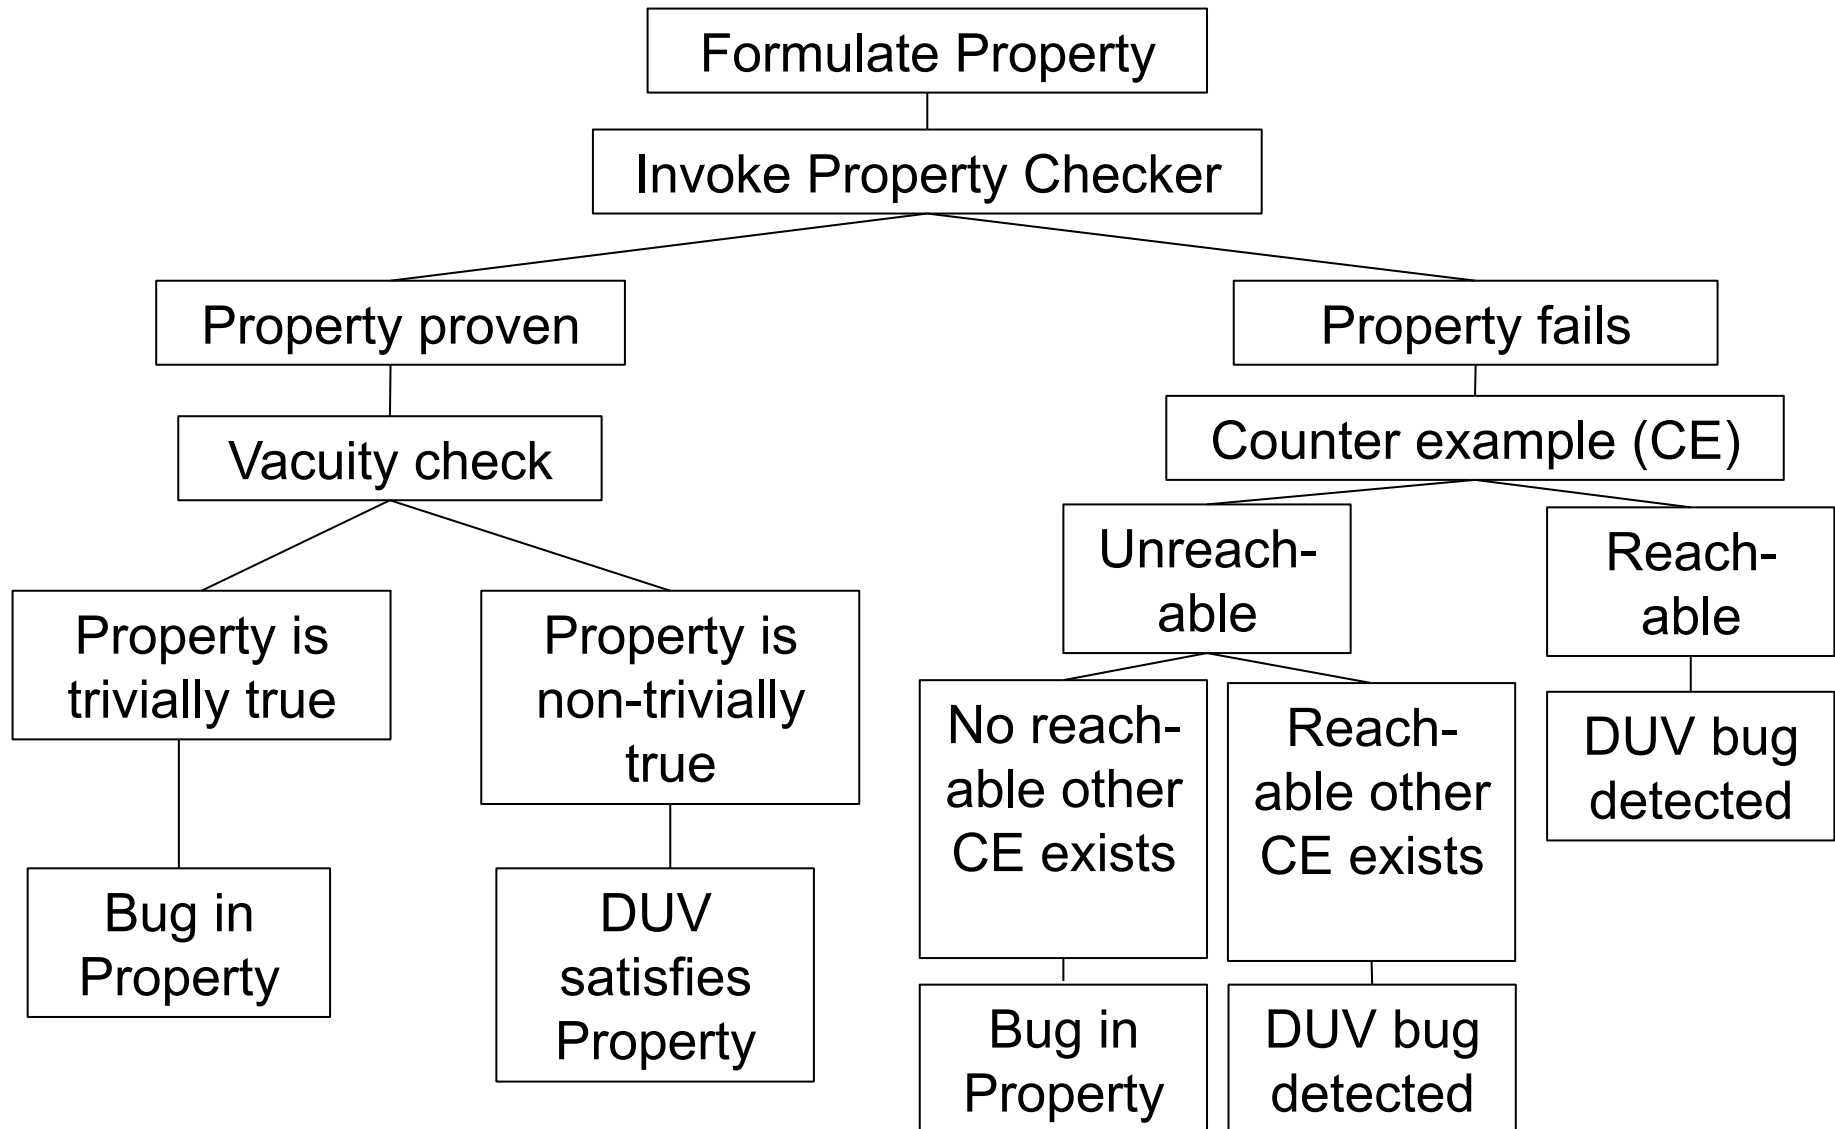 Formulate Property
Invoke Property Checker
Property proven
Property fails
Vacuity check
Counter example (CE)
Unreach-
able
Reach-
able
Property is
trivially true
Property is
non-trivially
true
No reach-
able other
CE exists
Reach-
able other
CE exists
DUV bug
detected
Bug in
Property
DUV
satisfies
Property
Bug in
Property
DUV bug
detected